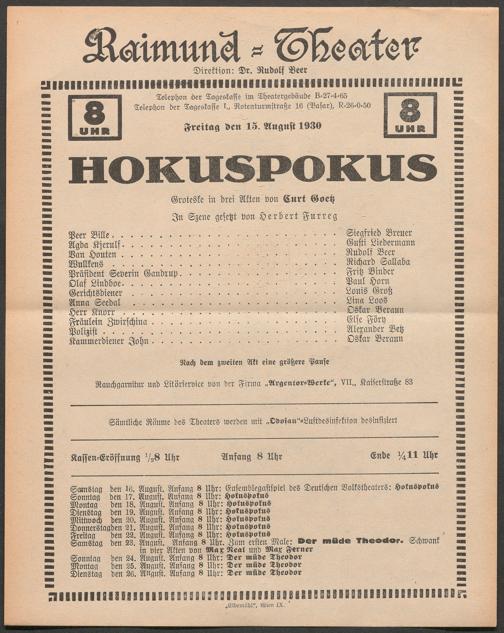 Raimund = Theater
Direktion: Dr. Rudolf Beer
8 UHR
Telephon der Tageskasse im Theatergebäude B-27-4-65
Telephon der Tageskasse I., Rotenturmstraße 16 (Basar), R-26-0-50
8 UHR
Freitag den 15. August 1930
HOKUSPOKUS
Groteske in drei Akten von Curt Goetz
In Szene gesetzt von Herbert Furreg
Peer Bille Siegfried Breuer
Agda Kjerulf Gusti Liedermann
Van Houten Rudolf Beer
Wullkens Richard Sallaba
Präsident Severin Gandrup Fritz Binder
Olaf Lindboe Paul Horn
Gerichtsdiener Louis Groß
Anna Seedal Lina Loos
Herr Knorr Oskar Beraun
Fräulein Zwirschina Else Föry
Polizist Alexander Betz
Kammerdiener John Oskar Beraun
Nach dem zweiten Akt eine größere Pause
Rauchgarnitur und Likörservice von der Firma „Argentor-Werke“, VII., Kaiserstraße 83
Sämtliche Räume des Theaters werden mit „Odojan“-Luftdesinfektion desinfiziert
Kassen-Eröffnung ½8 Uhr Anfang 8 Uhr Ende ¼11 Uhr
Samstag den 16. August, Anfang 8 Uhr: Ensemblegastspiel des Deutschen Volkstheaters: Hokuspokus
Sonntag den 17. August, Anfang 8 Uhr: Hokuspokus
Montag den 18. August, Anfang 8 Uhr: Hokuspokus
Dienstag den 19. August, Anfang 8 Uhr: Hokuspokus
Mittwoch den 20. August, Anfang 8 Uhr: Hokuspokus
Donnerstag den 21. August, Anfang 8 Uhr: Hokuspokus
Freitag den 22. August, Anfang 8 Uhr: Hokuspokus
Samstag den 23. August, Anfang 8 Uhr. Zum ersten Male: Der müde Theodor. Schwank
in vier Akten von Max Neal und Max Ferner
Sonntag den 24. August, Anfang 8 Uhr: Der müde Theodor
Montag den 25. August, Anfang 8 Uhr: Der müde Theodor
Dienstag den 26. August, Anfang 8 Uhr: Der müde Theodor
„Elbemühl“, Wien IX.